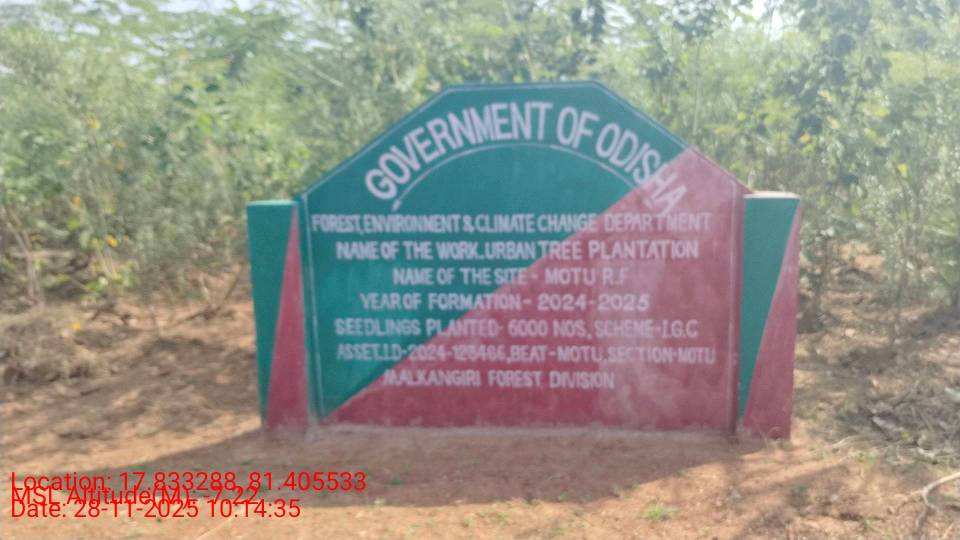 GOVERNMENT OF ODISHA
FOREST, ENVIRONMENT & CLIMATE CHANGE DEPARTMENT
NAME OF THE WORK. URBAN TREE PLANTATION
NAME OF THE SITE - MOTU R.F
YEAR OF FORMATION - 2024-2025
SEEDLINGS PLANTED- 6000 NOS, SCHEME-I.G.C
ASSET.I.D-2024-128466,BEAT-MOTU,SECTION-MOTU
MALKANGIRI FOREST DIVISION
Location: 17.833288, 81.405533
MSL Altitude(M): -7.22
Date: 28-11-2025 10:14:35